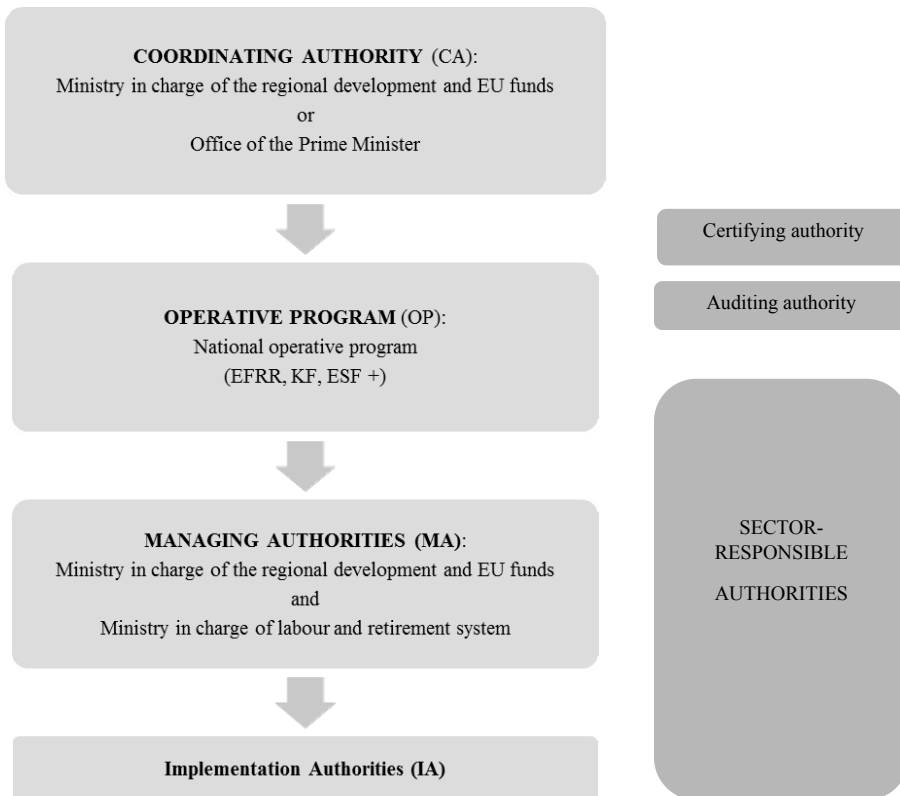 COORDINATING AUTHORITY (CA):
Ministry in charge of the regional development and EU funds
or
Office of the Prime Minister
Certifying authority
Auditing authority
OPERATIVE PROGRAM (OP):
National operative program
(EFRR, KF, ESF +)
MANAGING AUTHORITIES (MA):
Ministry in charge of the regional development and EU funds
and
Ministry in charge of labour and retirement system
SECTOR-
RESPONSIBLE
AUTHORITIES
Implementation Authorities (IA)